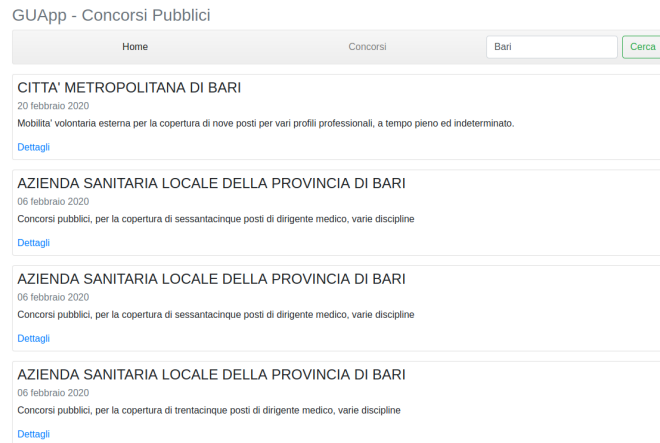 GUApp - Concorsi Pubblici
Home Concorsi Bari Cerca
CITTA' METROPOLITANA DI BARI
20 febbraio 2020
Mobilita' volontaria esterna per la copertura di nove posti per vari profili professionali, a tempo pieno ed indeterminato.
Dettagli
AZIENDA SANITARIA LOCALE DELLA PROVINCIA DI BARI
06 febbraio 2020
Concorsi pubblici, per la copertura di sessantacinque posti di dirigente medico, varie discipline
Dettagli
AZIENDA SANITARIA LOCALE DELLA PROVINCIA DI BARI
06 febbraio 2020
Concorsi pubblici, per la copertura di sessantacinque posti di dirigente medico, varie discipline
Dettagli
AZIENDA SANITARIA LOCALE DELLA PROVINCIA DI BARI
06 febbraio 2020
Concorsi pubblici, per la copertura di trentacinque posti di dirigente medico, varie discipline
Dettagli